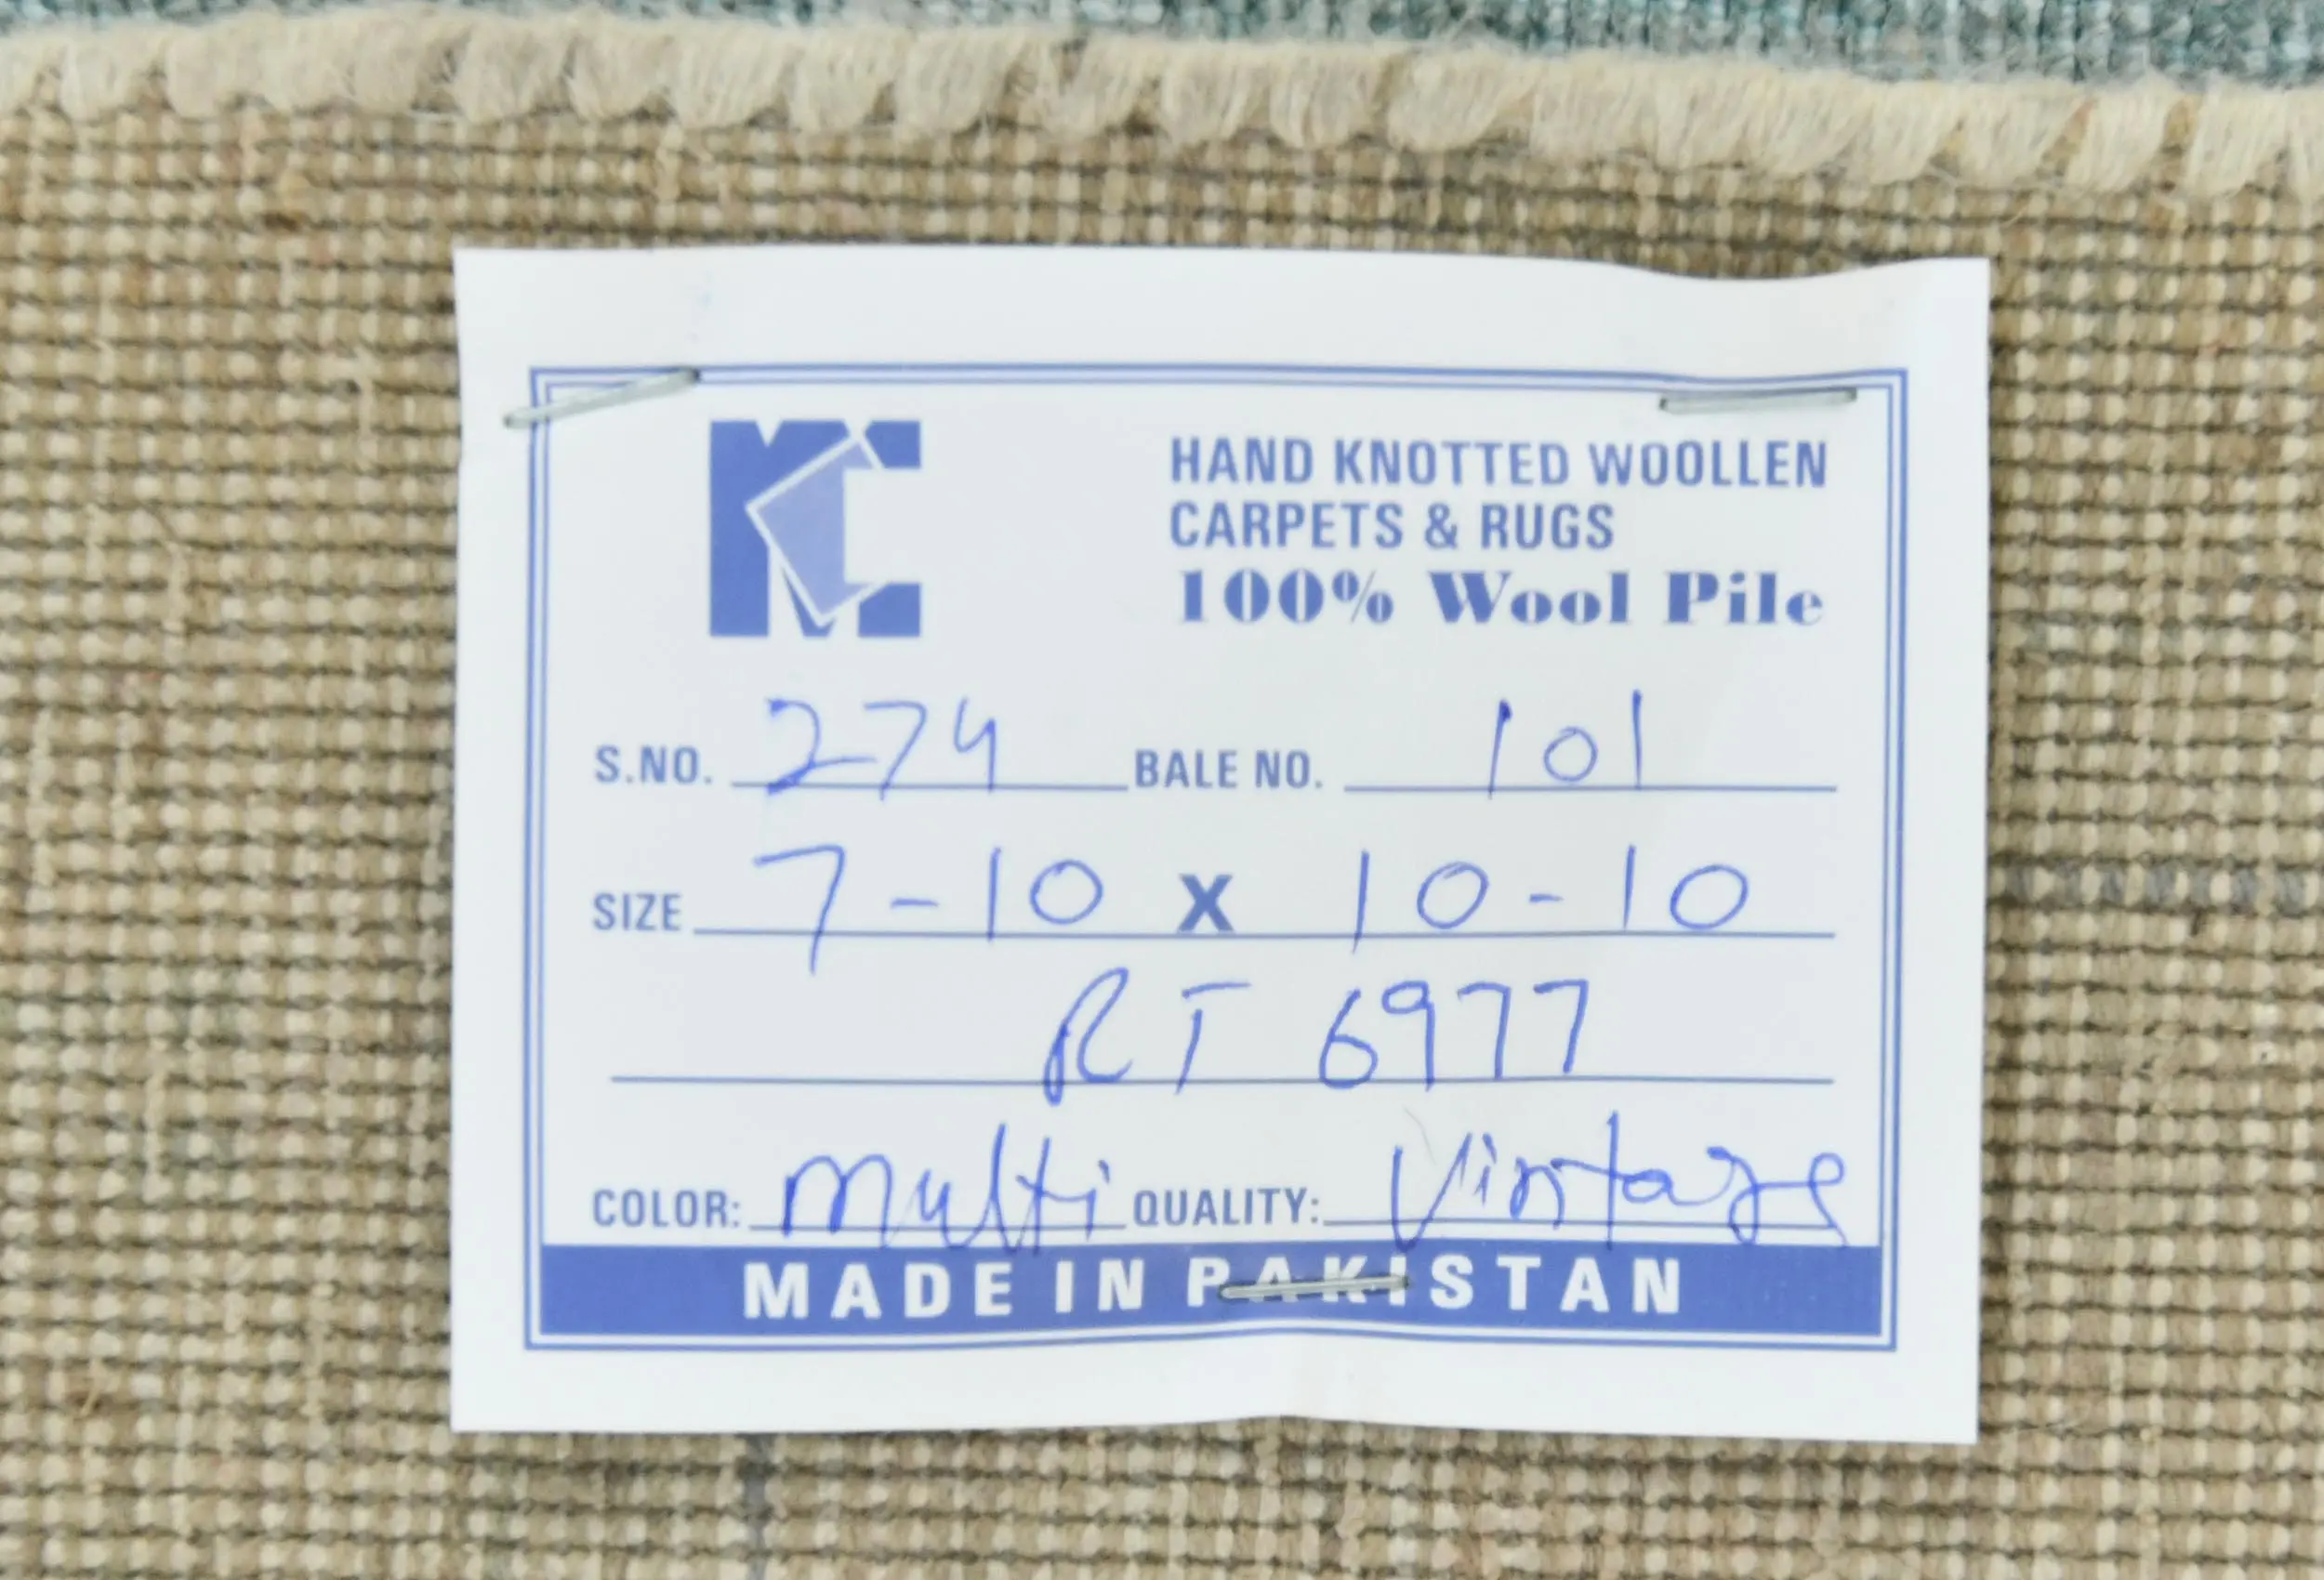 MC
HAND KNOTTED WOOLLEN
CARPETS & RUGS
100% Wool Pile
S.NO. 274 BALE NO. 101
SIZE 7-10 X 10-10
RT 6977
COLOR: Multi QUALITY: Vintage
MADE IN PAKISTAN